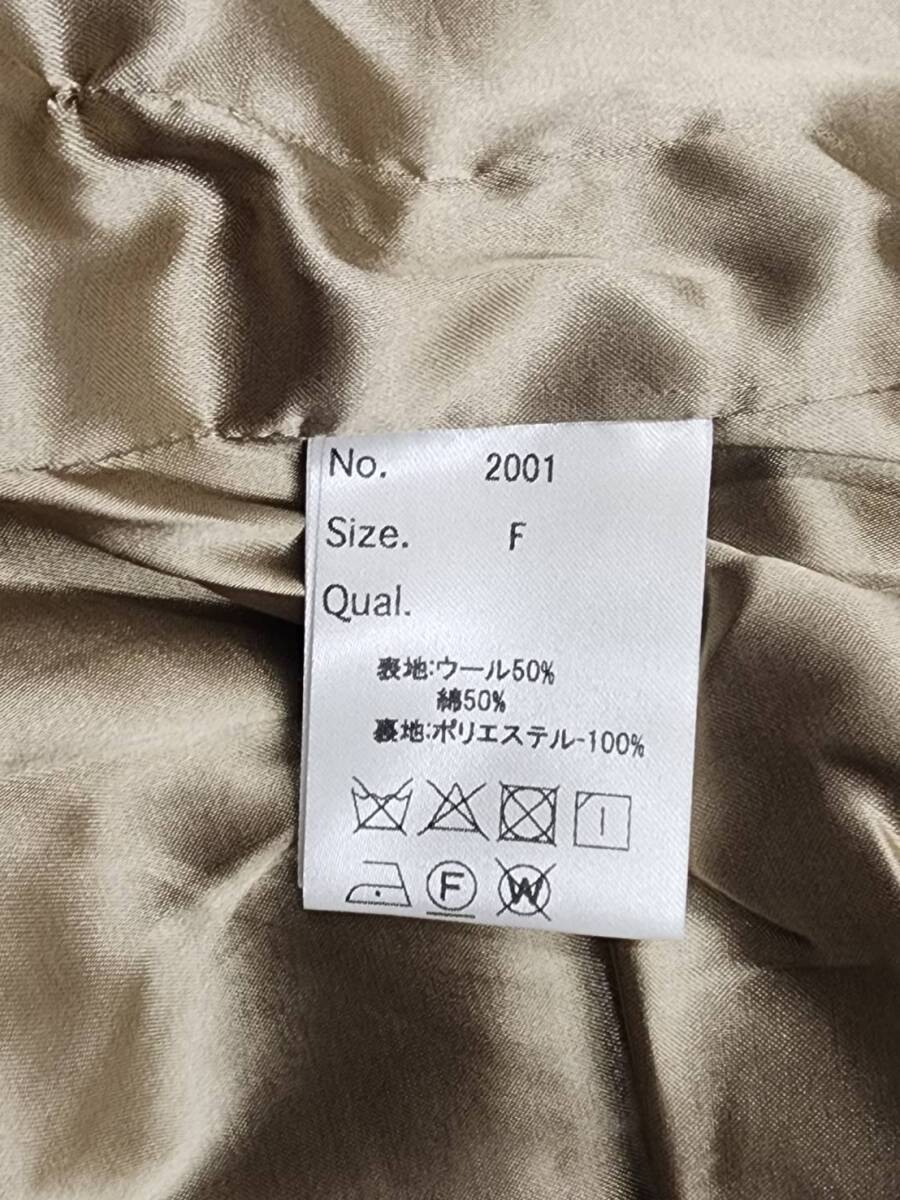 No. 2001
Size. F
Qual.
表地:ウール50%
綿50%
裏地:ポリエステル-100%
F
W